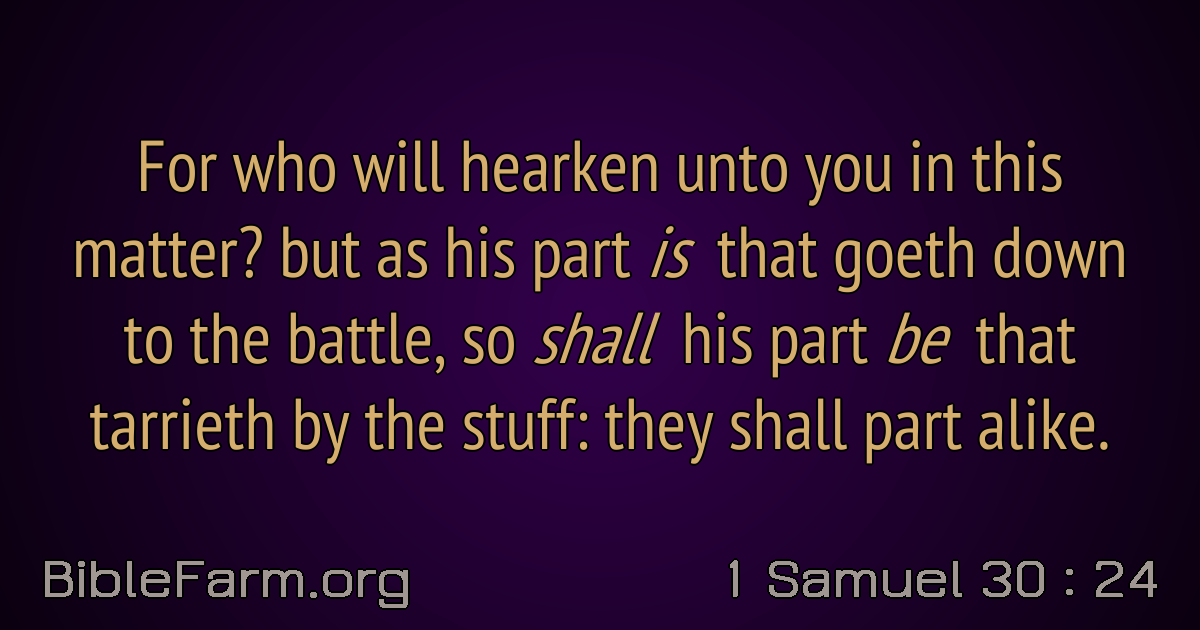 For who will hearken unto you in this
matter? but as his part is that goeth down
to the battle, so shall his part be that
tarrieth by the stuff: they shall part alike.
BibleFarm.org
1 Samuel 30 : 24